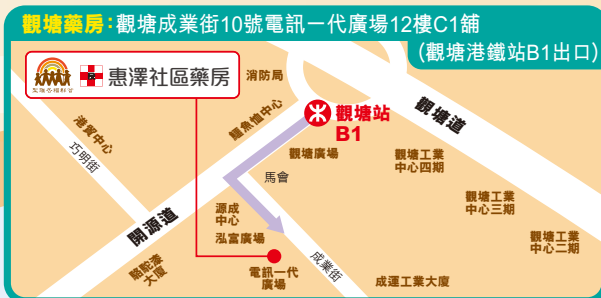 觀塘藥房：觀塘成業街10號電訊一代廣場12樓C1舖
(觀塘港鐵站B1出口)
惠澤社區藥房
聖雅各福群會
消防局
鱷魚恤中心
港貿中心
巧明街
觀塘站
B1
觀塘道
觀塘廣場
觀塘工業
中心四期
馬會
觀塘工業
中心三期
源成
中心
開源道
泓富廣場
觀塘工業
中心二期
駱駝漆
大廈
電訊一代
廣場
成業街
成運工業大廈